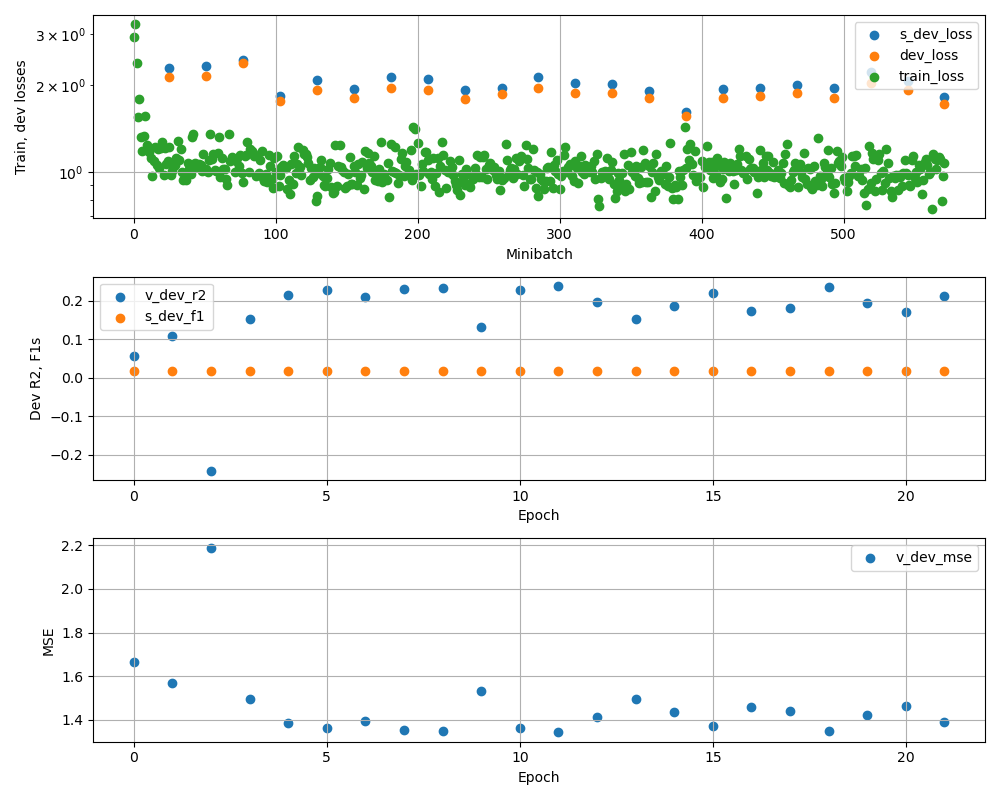 Train, dev losses
3 × 10⁰
2 × 10⁰
10⁰
s_dev_loss
dev_loss
train_loss
0 100 200 300 400 500
Minibatch
Dev R2, F1s
0.2
0.1
0.0
−0.1
−0.2
v_dev_r2
s_dev_f1
0 5 10 15 20
Epoch
MSE
2.2
2.0
1.8
1.6
1.4
v_dev_mse
0 5 10 15 20
Epoch